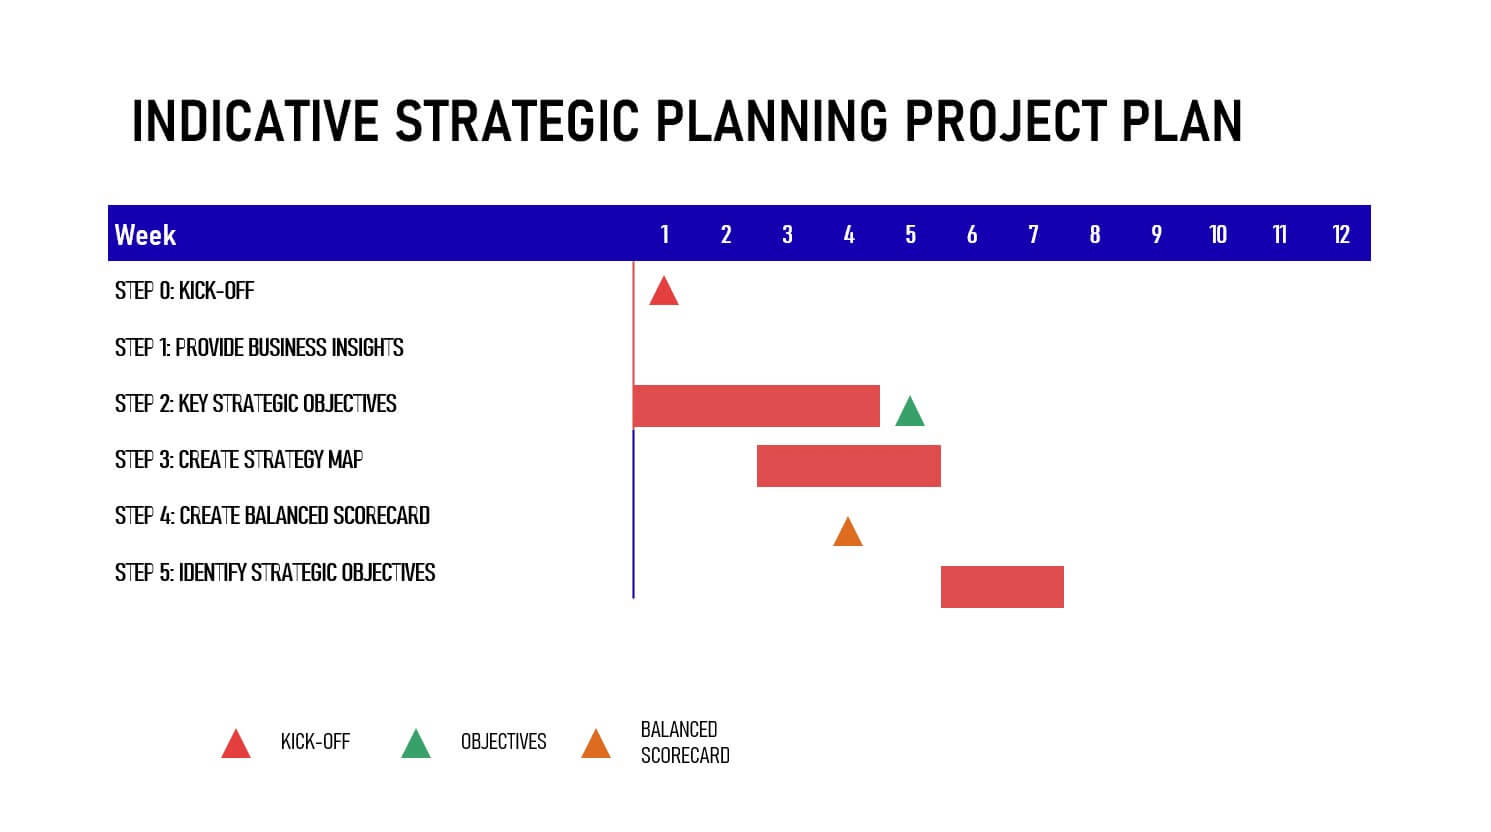 INDICATIVE STRATEGIC PLANNING PROJECT PLAN
Week 1 2 3 4 5 6 7 8 9 10 11 12
STEP 0: KICK-OFF
STEP 1: PROVIDE BUSINESS INSIGHTS
STEP 2: KEY STRATEGIC OBJECTIVES
STEP 3: CREATE STRATEGY MAP
STEP 4: CREATE BALANCED SCORECARD
STEP 5: IDENTIFY STRATEGIC OBJECTIVES
KICK-OFF
OBJECTIVES
BALANCED
SCORECARD